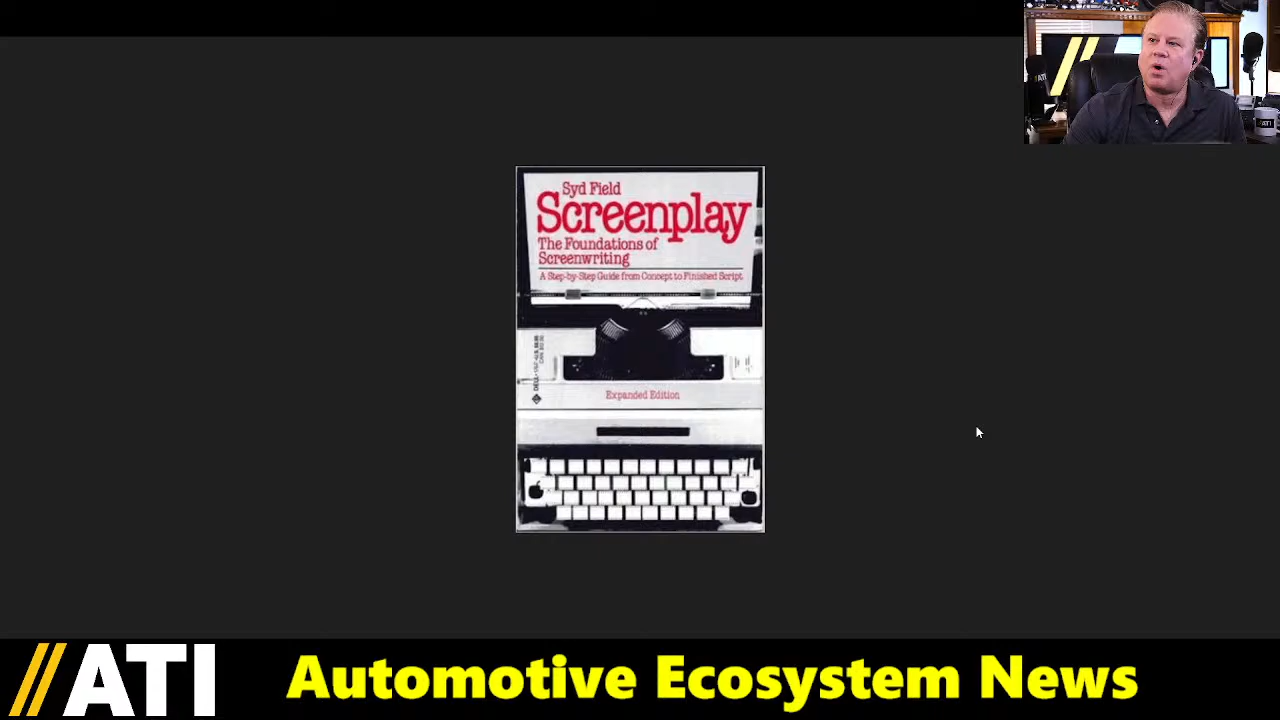 Syd Field
Screenplay
The Foundations of
Screenwriting
A Step-by-Step Guide from Concept to Finished Script
Expanded Edition
//ATI
Automotive Ecosystem News